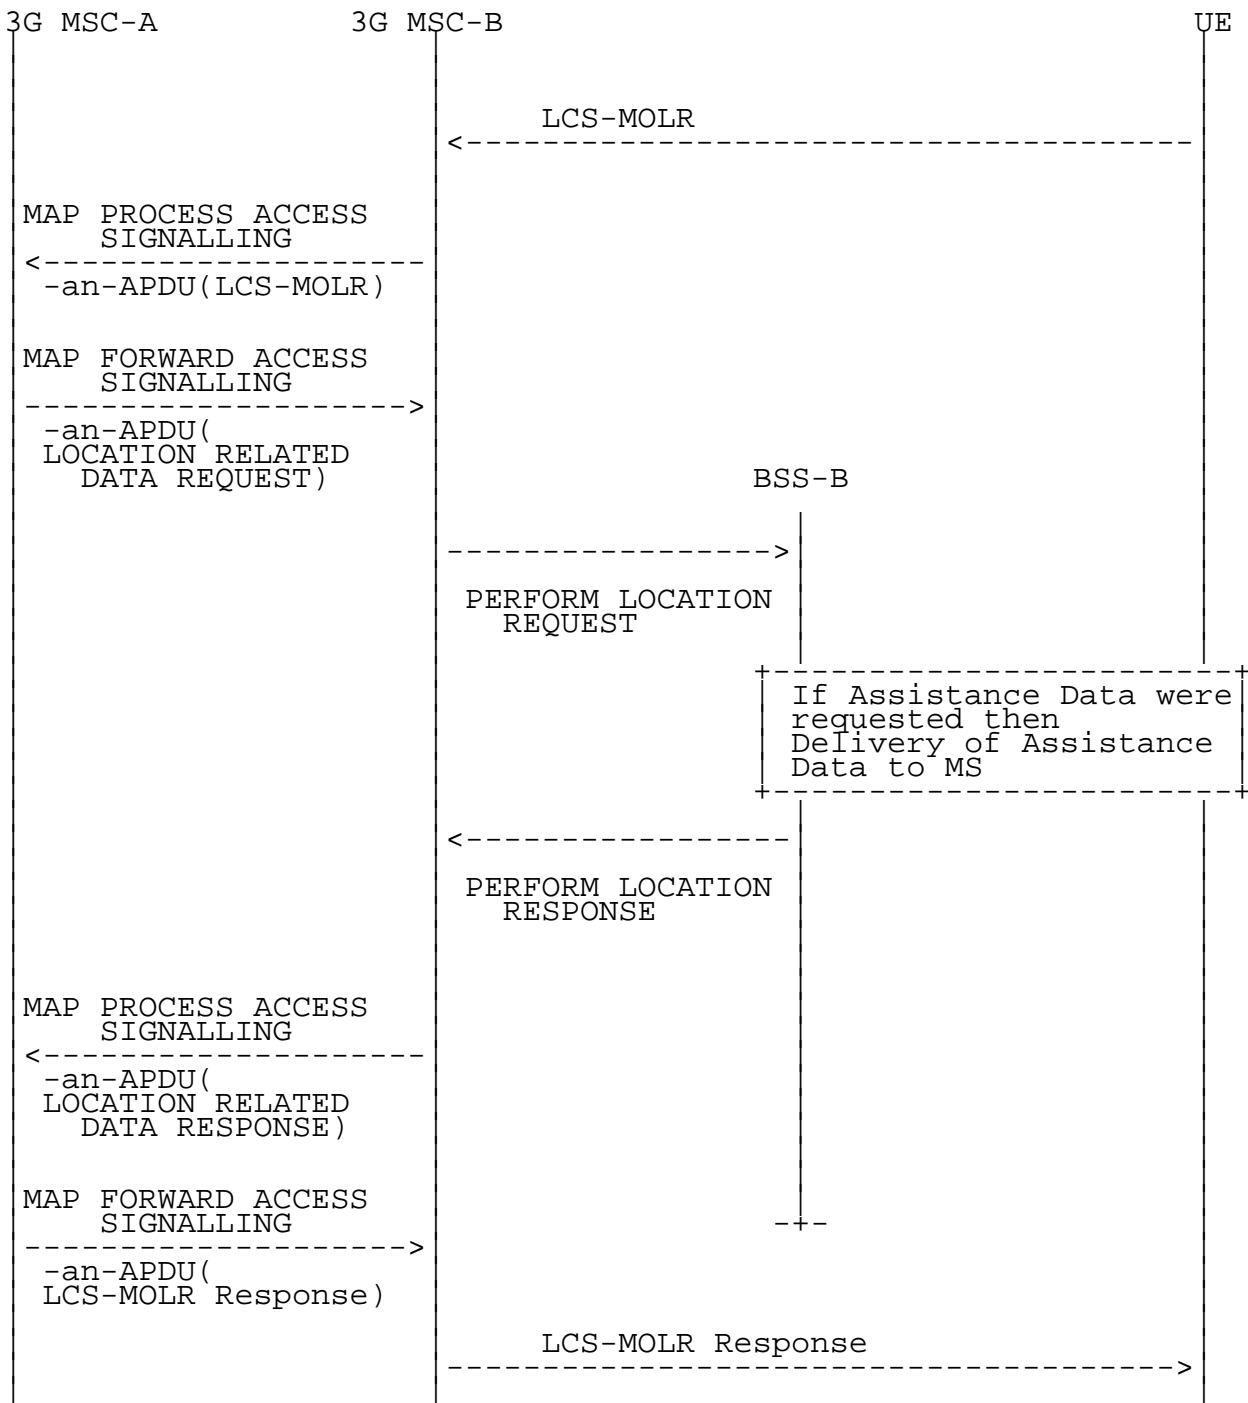 3G MSC-A 3G MSC-B UE
LCS-MOLR
MAP PROCESS ACCESS
SIGNALLING
-an-APDU(LCS-MOLR)
MAP FORWARD ACCESS
SIGNALLING
-an-APDU(
LOCATION RELATED
DATA REQUEST)
BSS-B
PERFORM LOCATION
REQUEST
If Assistance Data were
requested then
Delivery of Assistance
Data to MS
PERFORM LOCATION
RESPONSE
MAP PROCESS ACCESS
SIGNALLING
-an-APDU(
LOCATION RELATED
DATA RESPONSE)
MAP FORWARD ACCESS
SIGNALLING
-an-APDU(
LCS-MOLR Response)
LCS-MOLR Response